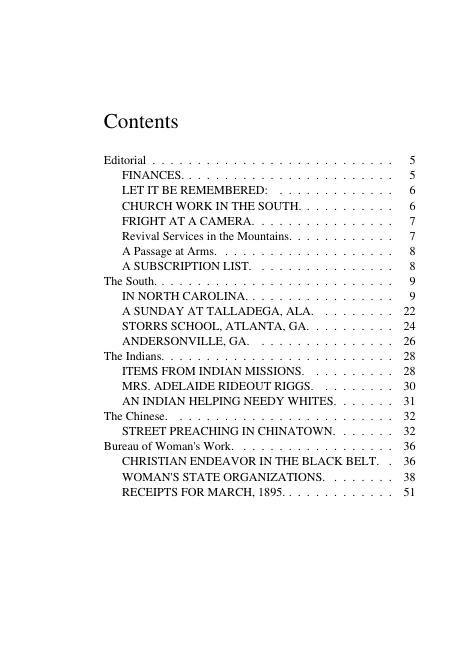 Contents
Editorial . . . . . . . . . . . . . . . . . . . . . . . . . . . 5
FINANCES. . . . . . . . . . . . . . . . . . . . . . . . 5
LET IT BE REMEMBERED: . . . . . . . . . . . . . 6
CHURCH WORK IN THE SOUTH. . . . . . . . . . . 6
FRIGHT AT A CAMERA. . . . . . . . . . . . . . . . 7
Revival Services in the Mountains. . . . . . . . . . . . 7
A Passage at Arms. . . . . . . . . . . . . . . . . . . . 8
A SUBSCRIPTION LIST. . . . . . . . . . . . . . . . 8
The South. . . . . . . . . . . . . . . . . . . . . . . . . . . 9
IN NORTH CAROLINA. . . . . . . . . . . . . . . . . 9
A SUNDAY AT TALLADEGA, ALA. . . . . . . . . . 22
STORRS SCHOOL, ATLANTA, GA. . . . . . . . . . 24
ANDERSONVILLE, GA. . . . . . . . . . . . . . . . . 26
The Indians. . . . . . . . . . . . . . . . . . . . . . . . . . 28
ITEMS FROM INDIAN MISSIONS. . . . . . . . . . . 28
MRS. ADELAIDE RIDEOUT RIGGS. . . . . . . . . . 30
AN INDIAN HELPING NEEDY WHITES. . . . . . . 31
The Chinese. . . . . . . . . . . . . . . . . . . . . . . . . 32
STREET PREACHING IN CHINATOWN. . . . . . . 32
Bureau of Woman's Work. . . . . . . . . . . . . . . . . . 36
CHRISTIAN ENDEAVOR IN THE BLACK BELT. . . 36
WOMAN'S STATE ORGANIZATIONS. . . . . . . . . 38
RECEIPTS FOR MARCH, 1895. . . . . . . . . . . . . 51